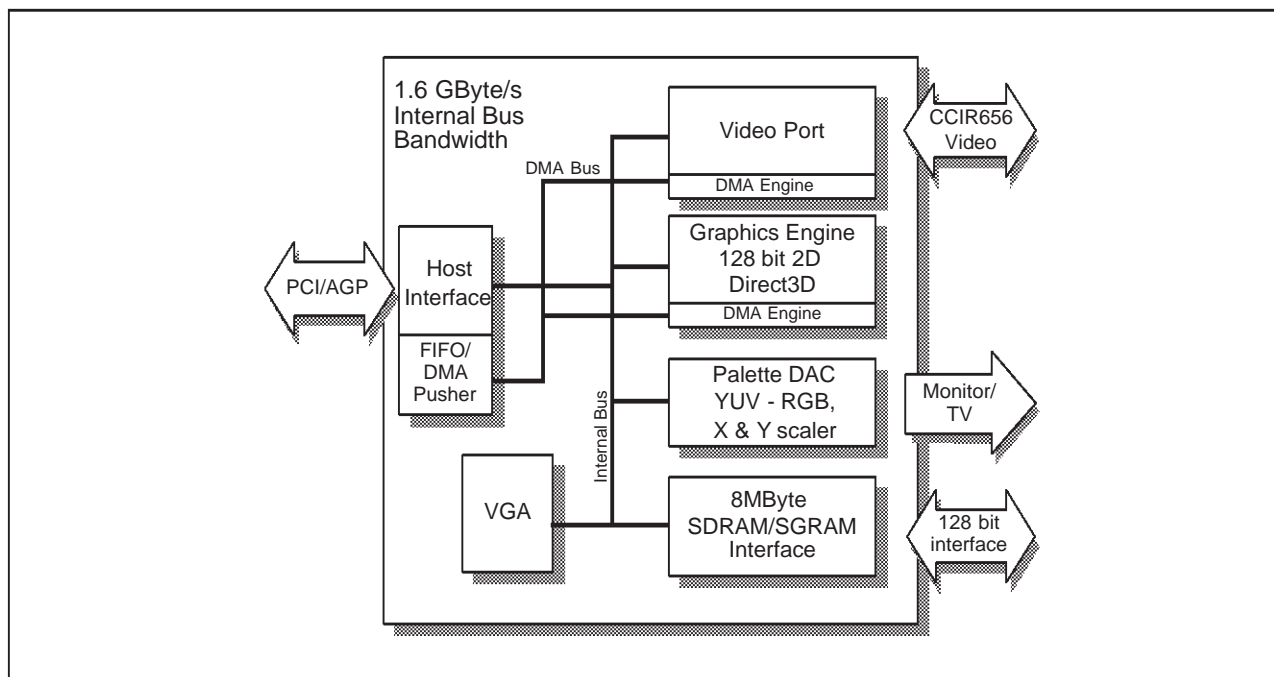 1.6 GByte/s
Internal Bus
Bandwidth
Video Port
DMA Engine
CCIR656
Video
DMA Bus
Graphics Engine
128 bit 2D
Direct3D
DMA Engine
PCI/AGP
Host
Interface
FIFO/
DMA
Pusher
Palette DAC
YUV - RGB,
X & Y scaler
Monitor/
TV
Internal Bus
VGA
8MByte
SDRAM/SGRAM
Interface
128 bit
interface